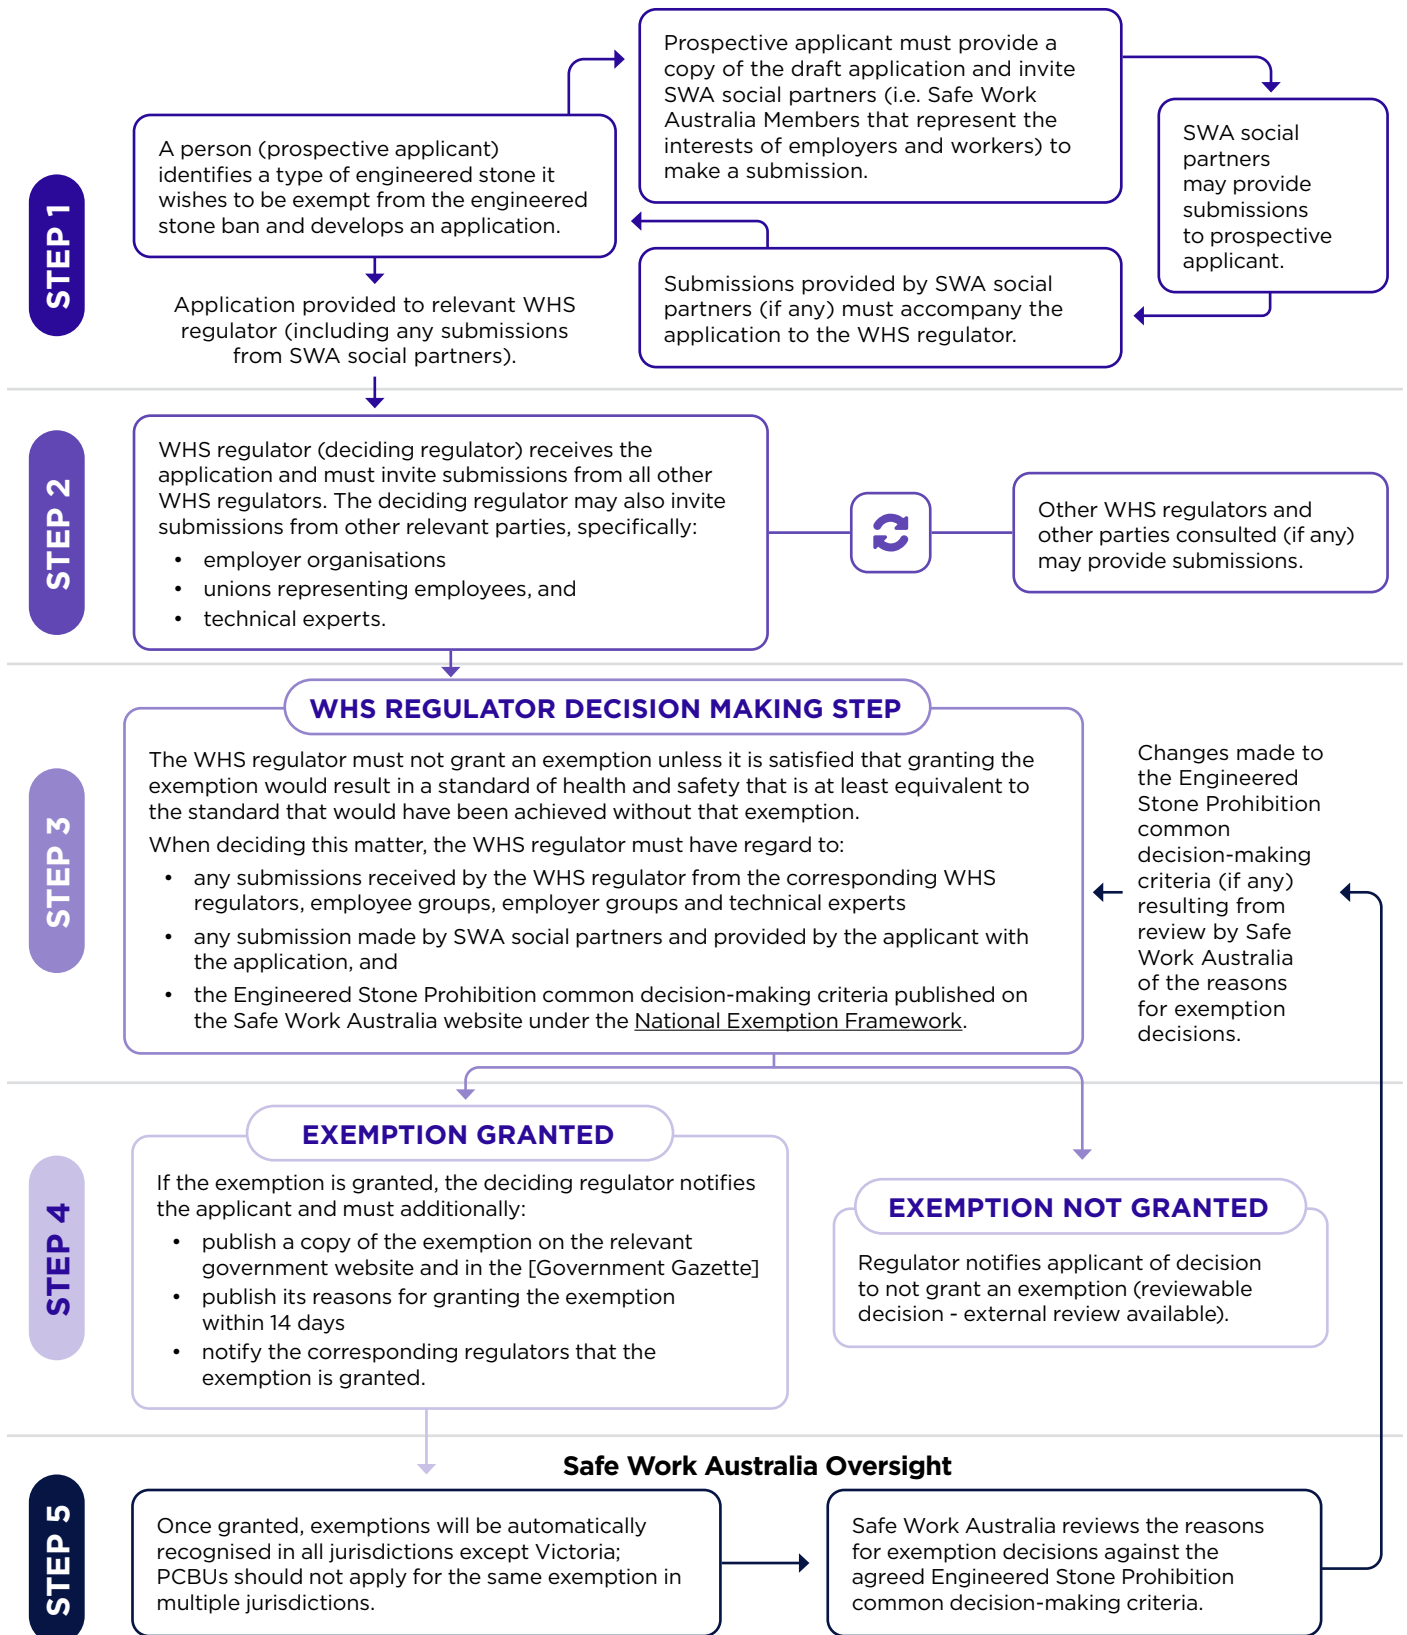 STEP 1
A person (prospective applicant)
identifies a type of engineered stone it
wishes to be exempt from the engineered
stone ban and develops an application.
Prospective applicant must provide a
copy of the draft application and invite
SWA social partners (i.e. Safe Work
Australia Members that represent the
interests of employers and workers) to
make a submission.
SWA social
partners
may provide
submissions
to prospective
applicant.
Submissions provided by SWA social
partners (if any) must accompany the
application to the WHS regulator.
Application provided to relevant WHS
regulator (including any submissions
from SWA social partners).
STEP 2
WHS regulator (deciding regulator) receives the
application and must invite submissions from all other
WHS regulators. The deciding regulator may also invite
submissions from other relevant parties, specifically:
• employer organisations
• unions representing employees, and
• technical experts.
Other WHS regulators and
other parties consulted (if any)
may provide submissions.
STEP 3
WHS REGULATOR DECISION MAKING STEP
The WHS regulator must not grant an exemption unless it is satisfied that granting the
exemption would result in a standard of health and safety that is at least equivalent to
the standard that would have been achieved without that exemption.
When deciding this matter, the WHS regulator must have regard to:
• any submissions received by the WHS regulator from the corresponding WHS
regulators, employee groups, employer groups and technical experts
• any submission made by SWA social partners and provided by the applicant with
the application, and
• the Engineered Stone Prohibition common decision-making criteria published on
the Safe Work Australia website under the National Exemption Framework.
Changes made to
the Engineered
Stone Prohibition
common
decision-making
criteria (if any)
resulting from
review by Safe
Work Australia
of the reasons
for exemption
decisions.
STEP 4
EXEMPTION GRANTED
If the exemption is granted, the deciding regulator notifies
the applicant and must additionally:
• publish a copy of the exemption on the relevant
government website and in the [Government Gazette]
• publish its reasons for granting the exemption
within 14 days
• notify the corresponding regulators that the
exemption is granted.
EXEMPTION NOT GRANTED
Regulator notifies applicant of decision
to not grant an exemption (reviewable
decision - external review available).
STEP 5
Safe Work Australia Oversight
Once granted, exemptions will be automatically
recognised in all jurisdictions except Victoria;
PCBUs should not apply for the same exemption in
multiple jurisdictions.
Safe Work Australia reviews the reasons
for exemption decisions against the
agreed Engineered Stone Prohibition
common decision-making criteria.